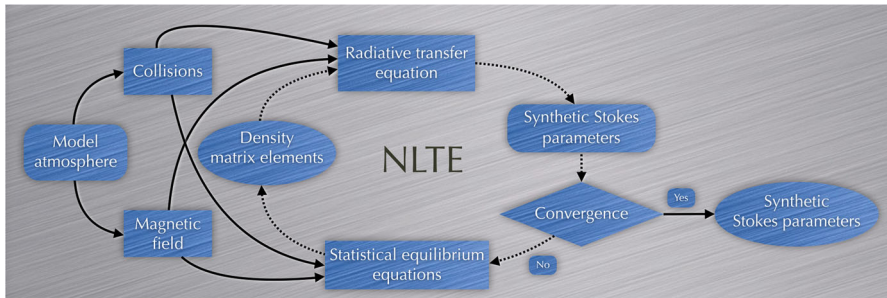 Model
atmosphere
Collisions
Magnetic
field
Radiative transfer
equation
Density
matrix elements
NLTE
Statistical equilibrium
equations
Synthetic Stokes
parameters
Convergence
Yes
No
Synthetic
Stokes parameters